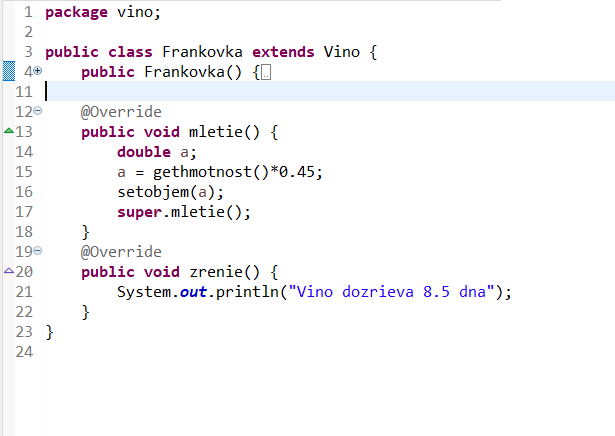 1 package vino;
2
3 public class Frankovka extends Vino {
4 public Frankovka() {..
11
12 @Override
13 public void mletie() {
14 double a;
15 a = gethmotnost()*0.45;
16 setobjem(a);
17 super.mletie();
18 }
19 @Override
20 public void zrenie() {
21 System.out.println("Vino dozrieva 8.5 dna");
22 }
23 }
24